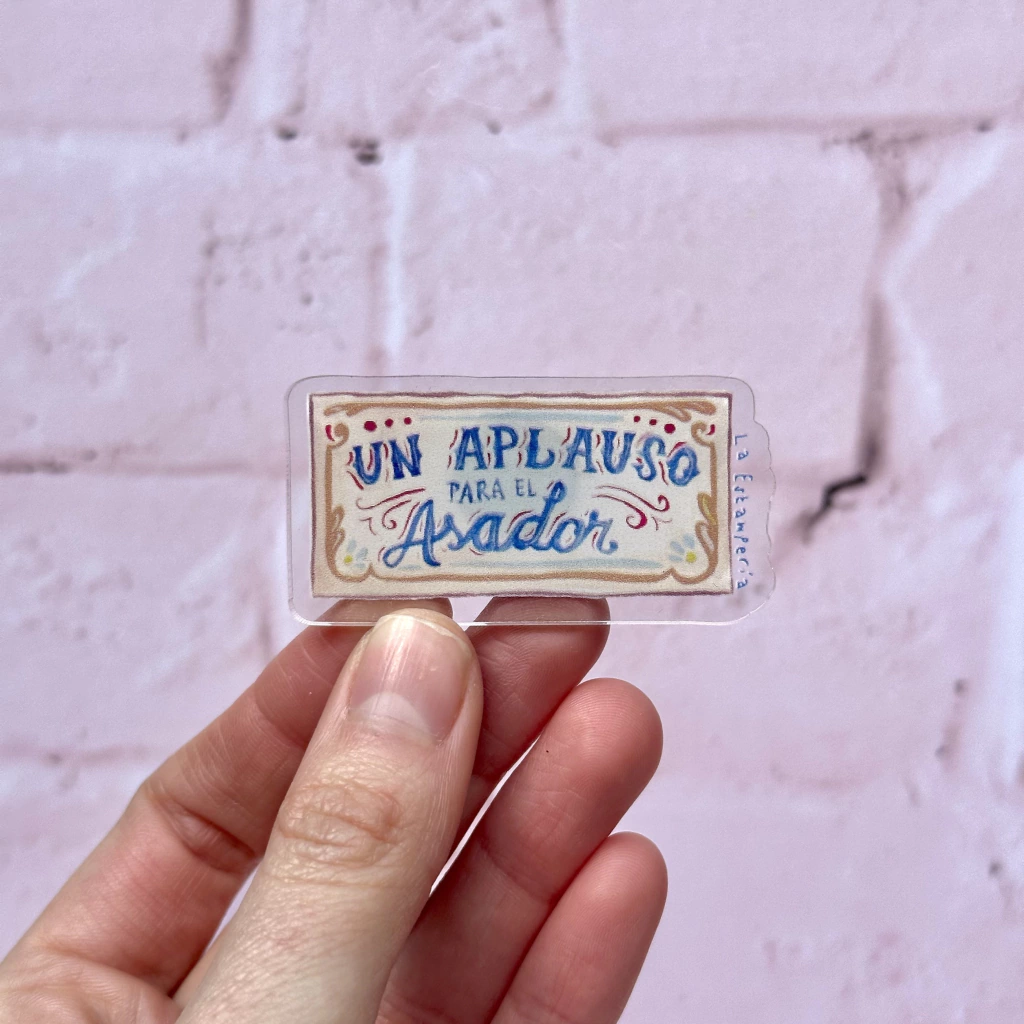 UN APLAUSO
PARA EL
Asador
La Estampería